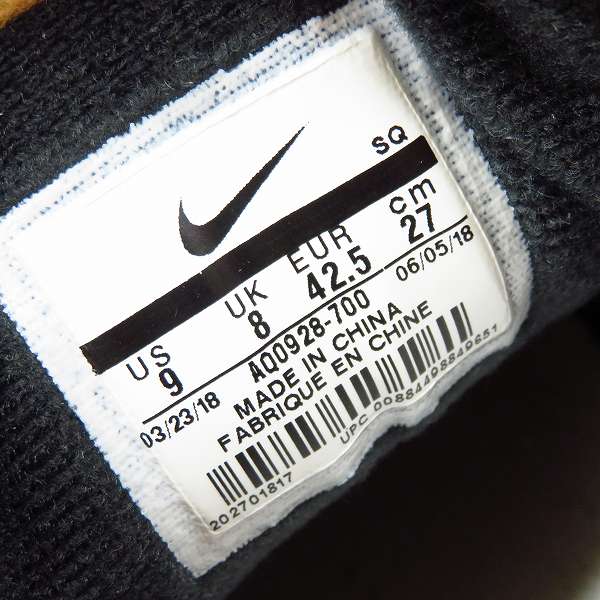 SQ
US UK EUR cm
9 8 42.5 27
03/23/18 AQ0928-700 06/05/18
MADE IN CHINA
FABRIQUE EN CHINE
202701817 UPC 00884498849651